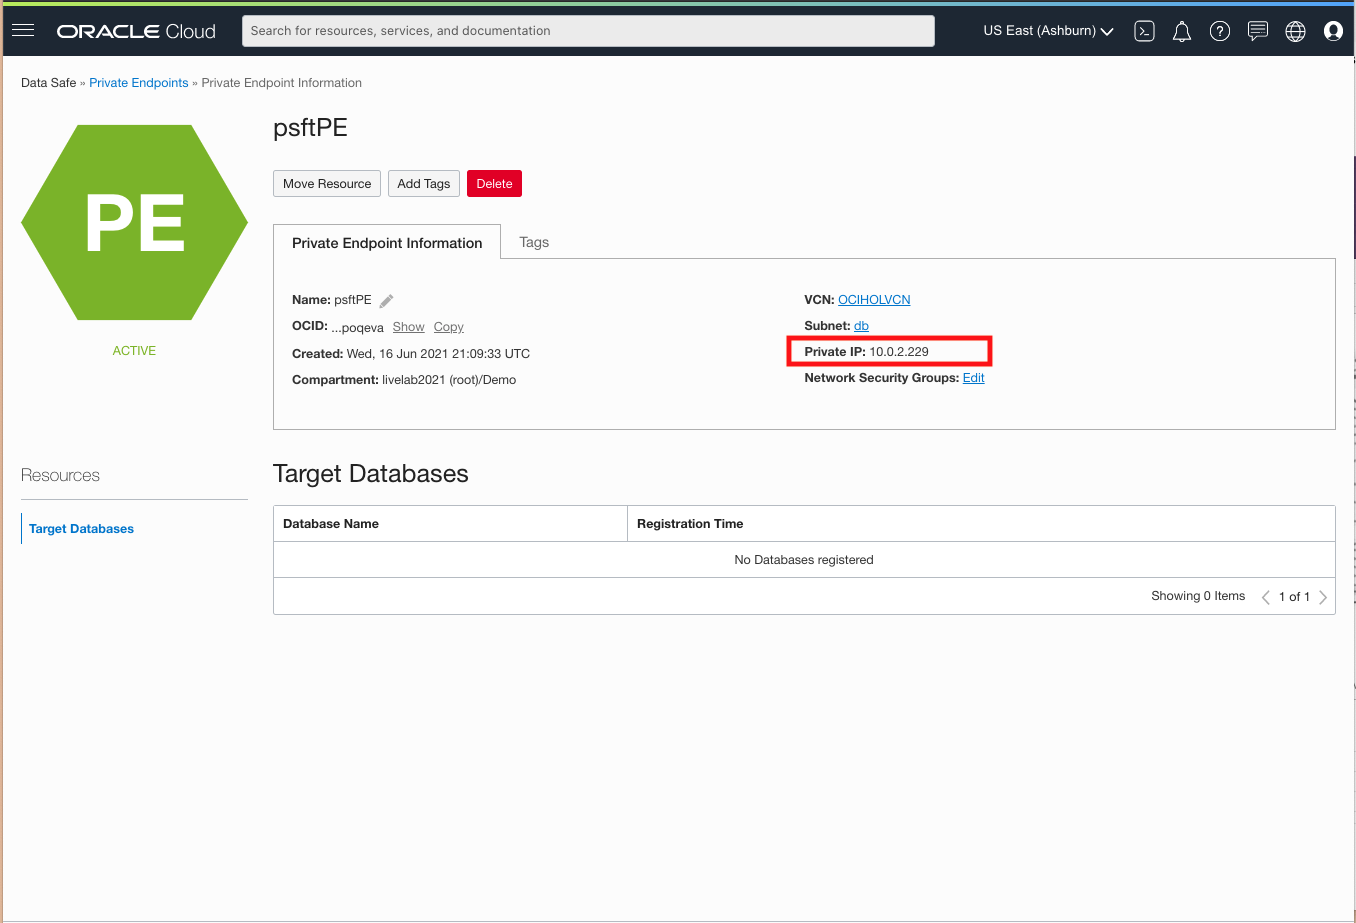 ORACLE Cloud
Search for resources, services, and documentation
US East (Ashburn)
Data Safe » Private Endpoints » Private Endpoint Information
PE
ACTIVE
psftPE
Move Resource Add Tags Delete
Private Endpoint Information Tags
Name: psftPE
OCID: ...poqeva Show Copy
Created: Wed, 16 Jun 2021 21:09:33 UTC
Compartment: livelab2021 (root)/Demo
VCN: OCIHOLVCN
Subnet: db
Private IP: 10.0.2.229
Network Security Groups: Edit
Resources
Target Databases
Target Databases
Database Name Registration Time
No Databases registered
Showing 0 Items 1 of 1